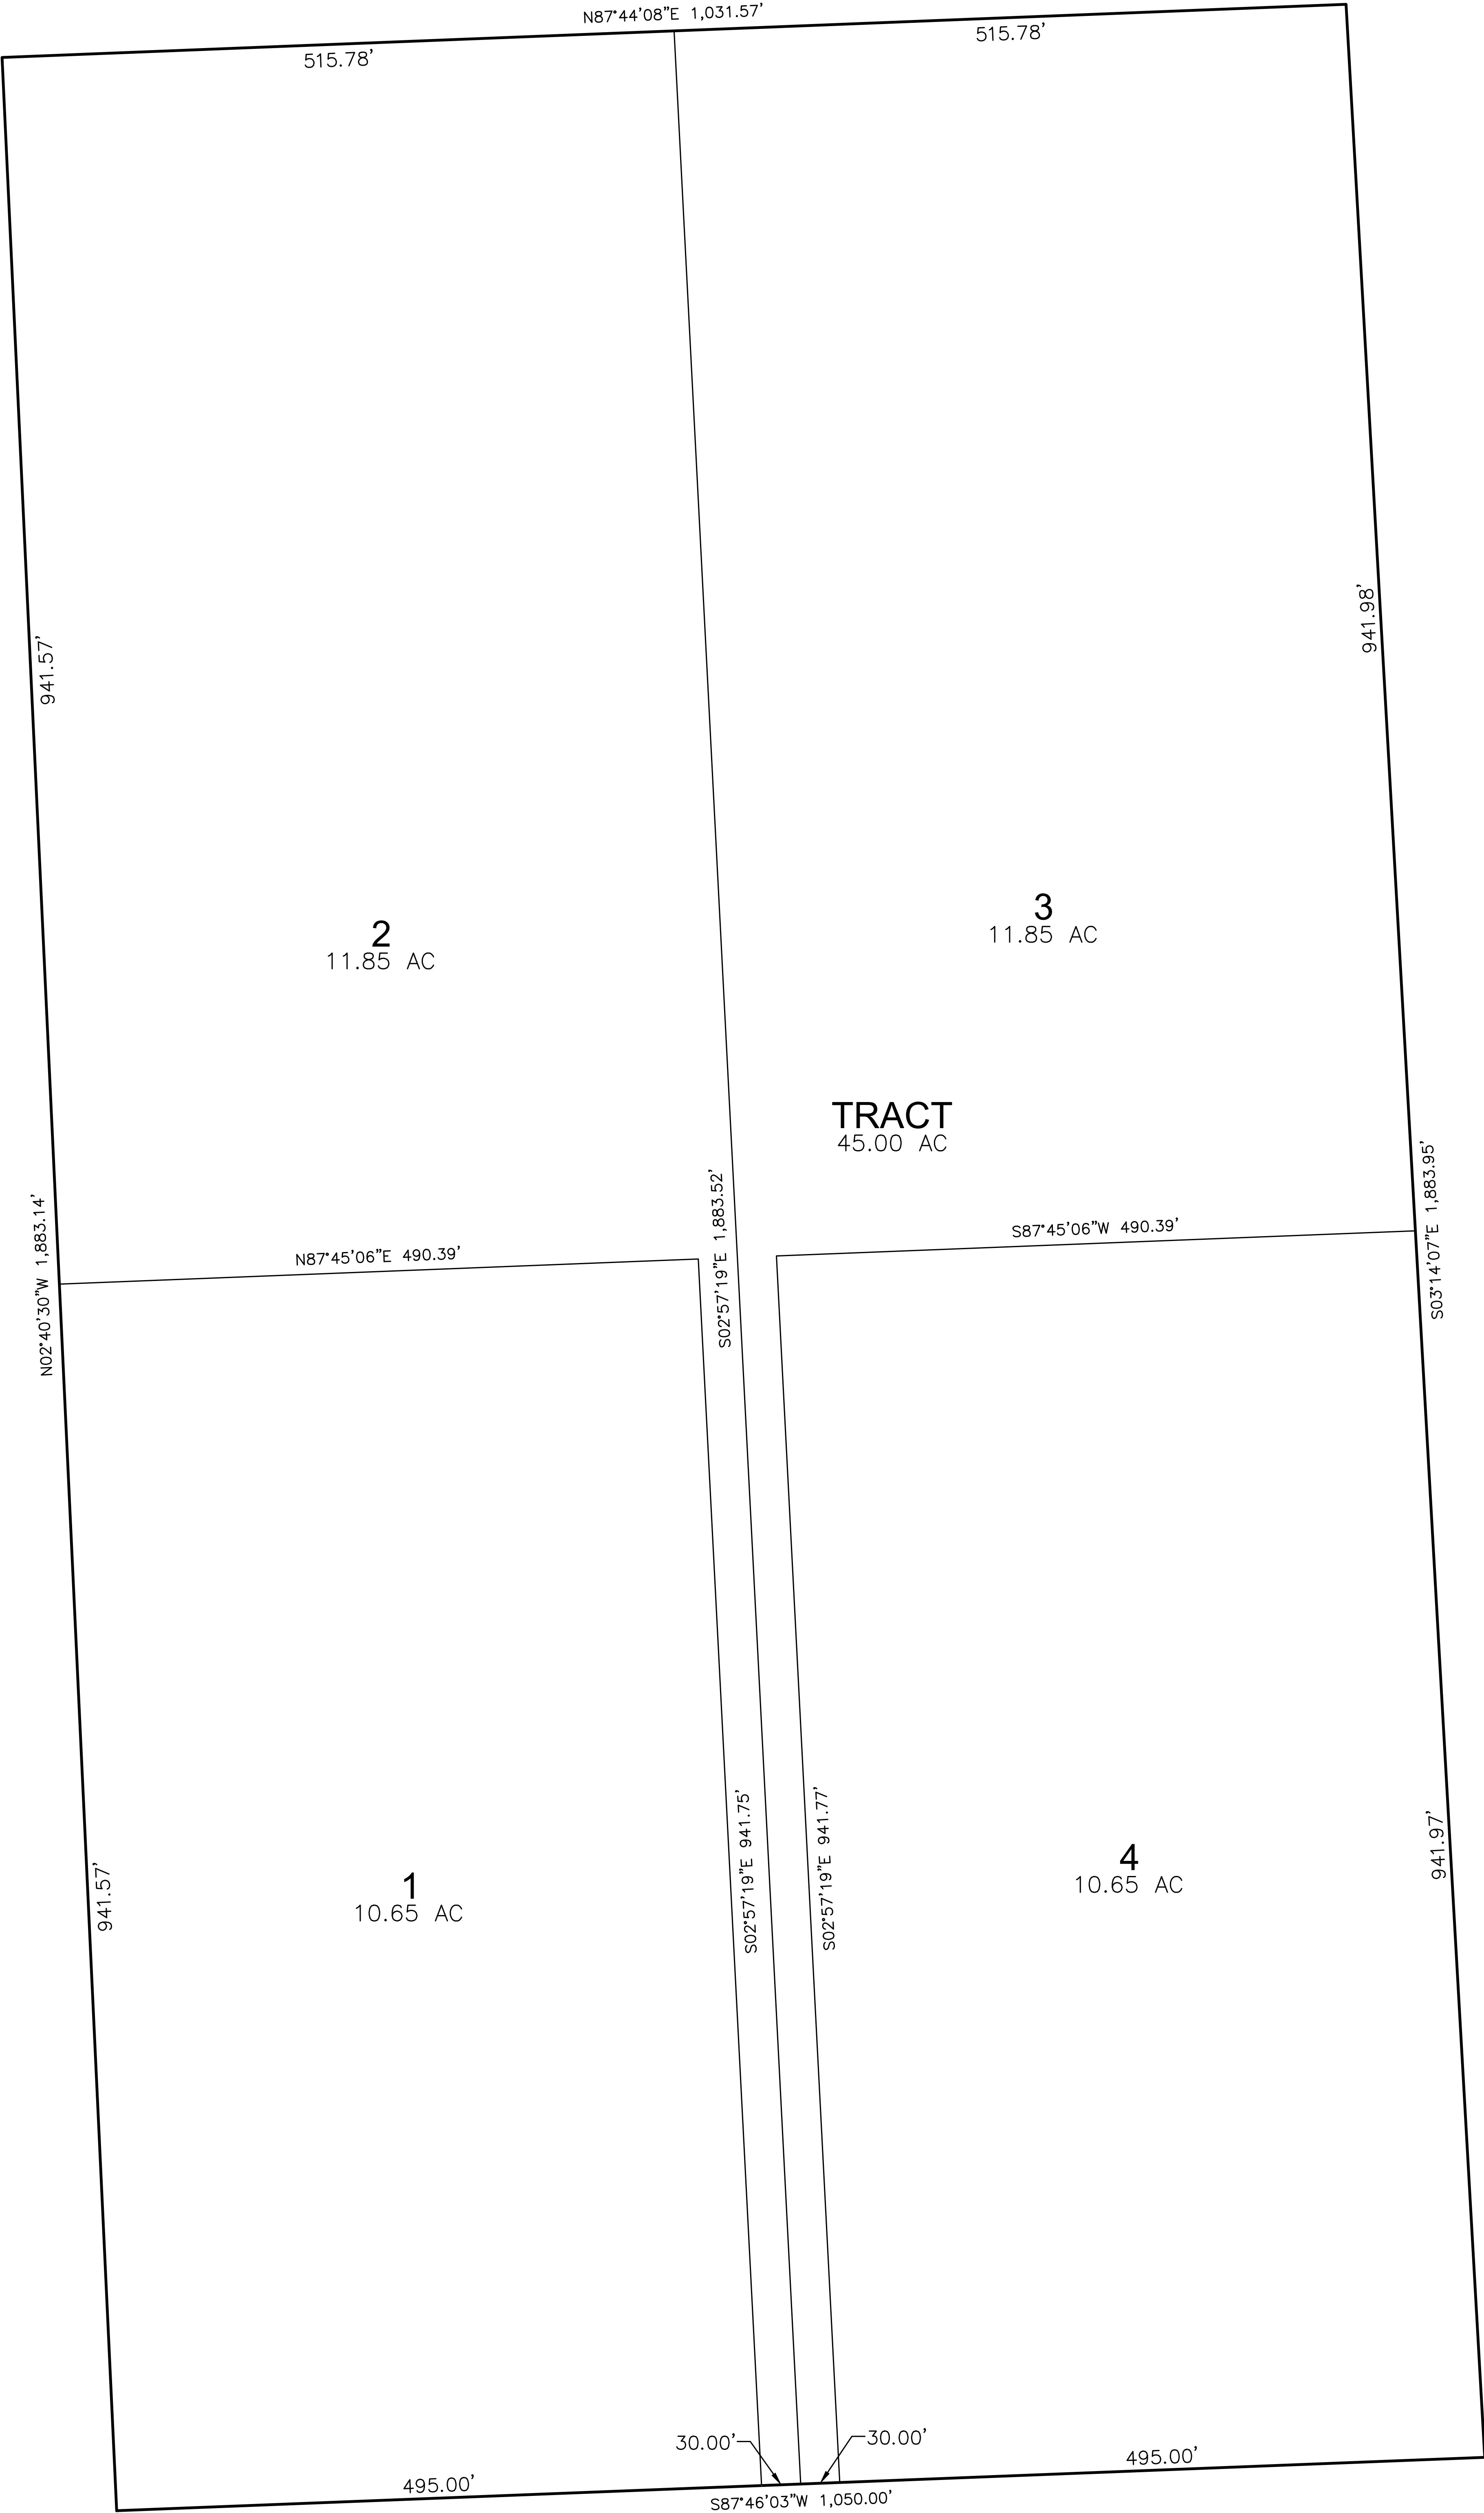 N87°44'08"E 1,031.57'
515.78'
515.78'
941.57'
941.98'
2
11.85 AC
3
11.85 AC
TRACT
45.00 AC
N02°40'30"W 1,883.14'
N87°45'06"E 490.39'
S02°57'19"E 1,883.52'
S87°45'06"W 490.39'
S03°14'07"E 1,883.95'
941.57'
1
10.65 AC
S02°57'19"E 941.75'
S02°57'19"E 941.77'
4
10.65 AC
941.97'
30.00'
30.00'
495.00'
495.00'
S87°46'03"W 1,050.00'